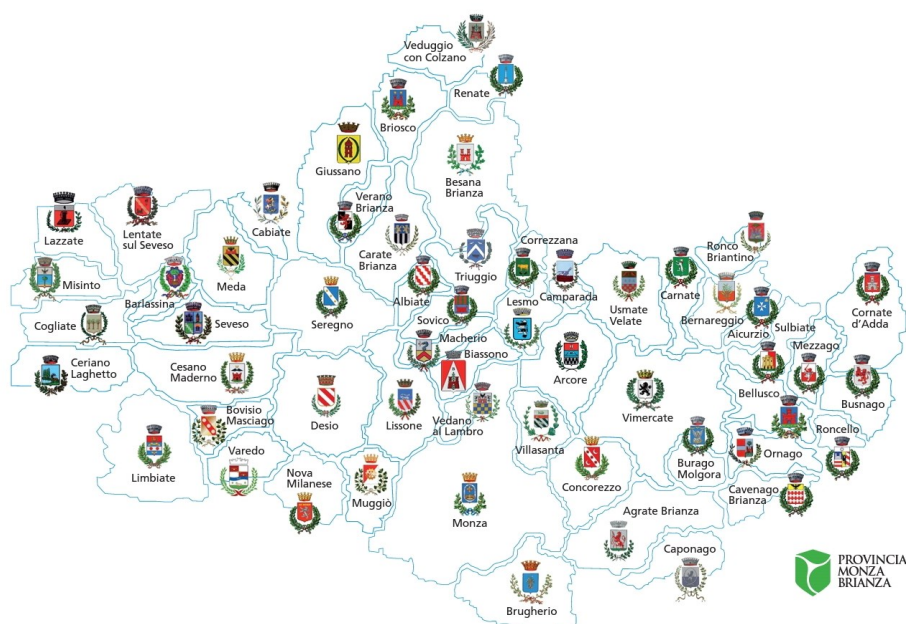 Veduggio
con Colzano
Renate
Briosco
Giussano
Besana
Brianza
Verano
Brianza
Cabiate
Lentate
sul Seveso
Lazzate
Carate
Brianza
Triuggio
Correzzana
Ronco
Briantino
Misinto
Barlassina
Meda
Albiate
Lesmo
Camparada
Usmate
Velate
Carnate
Bernareggio
Aicurzio
Sulbiate
Cornate
d'Adda
Cogliate
Seveso
Seregno
Sovico
Macherio
Biassono
Mezzago
Ceriano
Laghetto
Cesano
Maderno
Arcore
Bellusco
Busnago
Desio
Lissone
Vedano
al Lambro
Vimercate
Bovisio
Masciago
Roncello
Limbiate
Varedo
Villasanta
Burago
Molgora
Ornago
Nova
Milanese
Muggiò
Monza
Concorezzo
Cavenago
Brianza
Agrate Brianza
Caponago
Brugherio
PROVINCIA
MONZA
BRIANZA